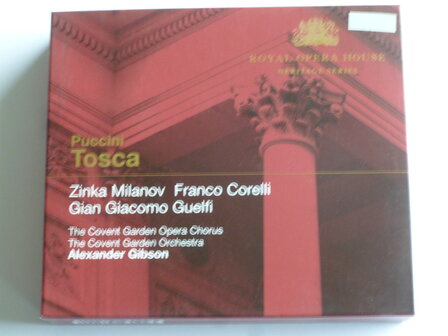 ROYAL OPERA HOUSE
HERITAGE SERIES
Puccini
Tosca
Zinka Milanov Franco Corelli
Gian Giacomo Guelfi
The Covent Garden Opera Chorus
The Covent Garden Orchestra
Alexander Gibson